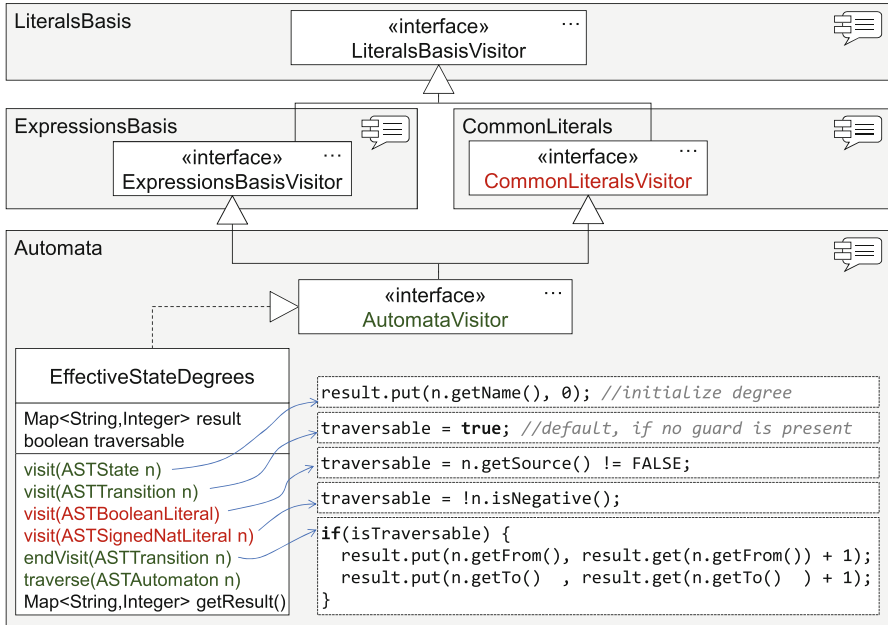 LiteralsBasis
«interface» ...
LiteralsBasisVisitor
ExpressionsBasis
«interface» ...
ExpressionsBasisVisitor
CommonLiterals
«interface» ...
CommonLiteralsVisitor
Automata
«interface» ...
AutomataVisitor
EffectiveStateDegrees
Map<String,Integer> result
boolean traversable
visit(ASTState n)
visit(ASTTransition n)
visit(ASTBooleanLiteral)
visit(ASTSignedNatLiteral n)
endVisit(ASTTransition n)
traverse(ASTAutomaton n)
Map<String,Integer> getResult()
result.put(n.getName(), 0); //initialize degree
traversable = true; //default, if no guard is present
traversable = n.getSource() != FALSE;
traversable = !n.isNegative();
if(isTraversable) {
result.put(n.getFrom(), result.get(n.getFrom()) + 1);
result.put(n.getTo()  , result.get(n.getTo()  ) + 1);
}